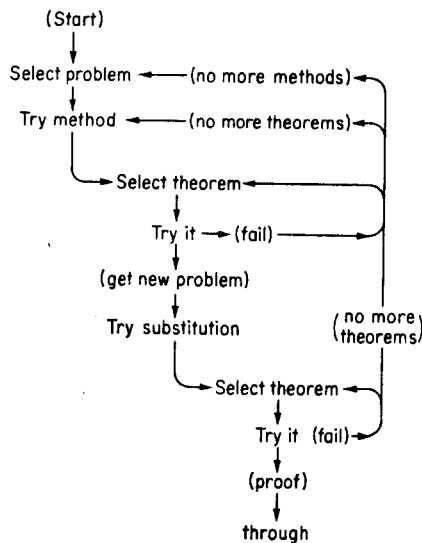 (Start)
Select problem
(no more methods)
Try method
(no more theorems)
Select theorem
Try it
(fail)
(get new problem)
Try substitution
(no more
theorems)
Select theorem
Try it (fail)
(proof)
through